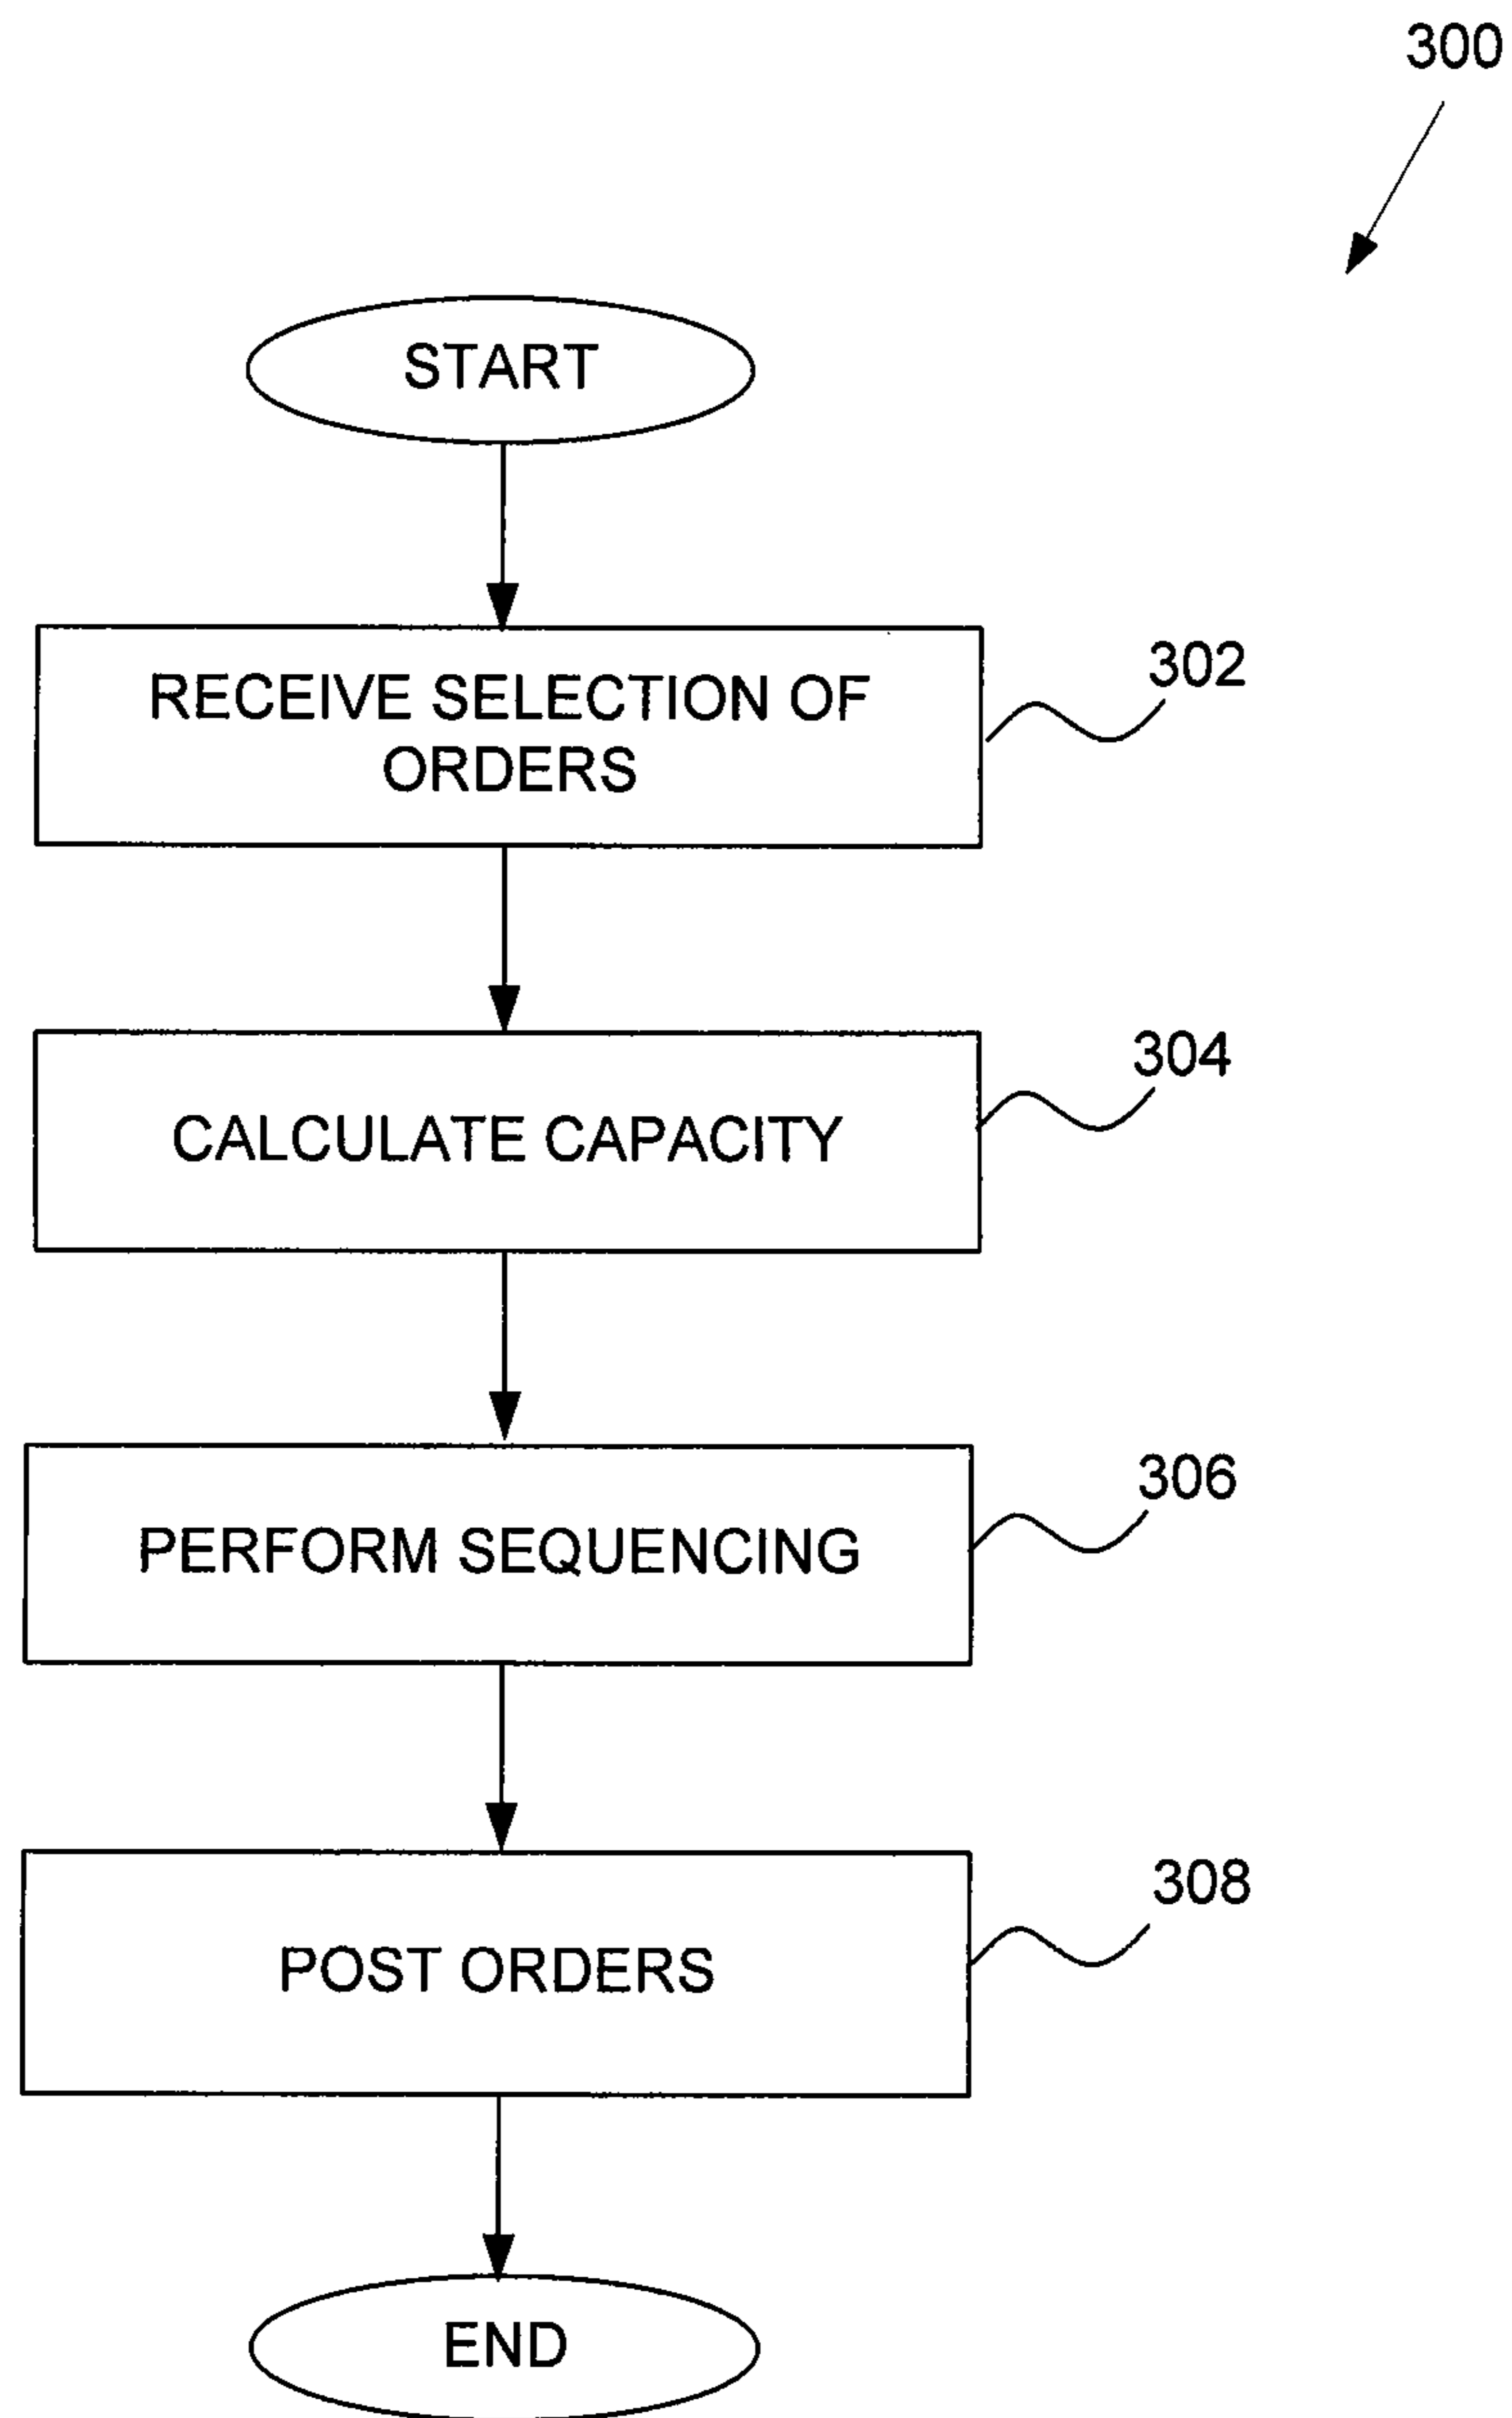 300
START
RECEIVE SELECTION OF
ORDERS
302
CALCULATE CAPACITY
304
PERFORM SEQUENCING
306
POST ORDERS
308
END